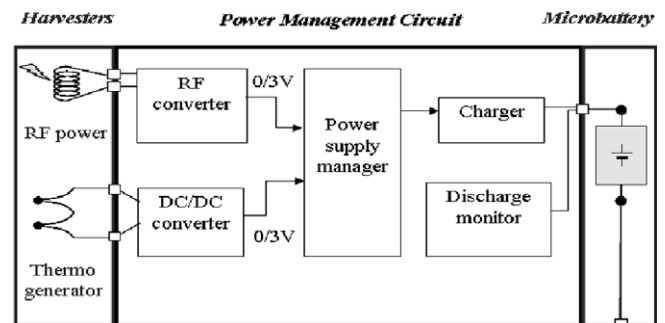 Harvesters
Power Management Circuit
Microbattery
RF power
RF
converter
0/3V
Power
supply
manager
Charger
Thermo
generator
DC/DC
converter
0/3V
Discharge
monitor